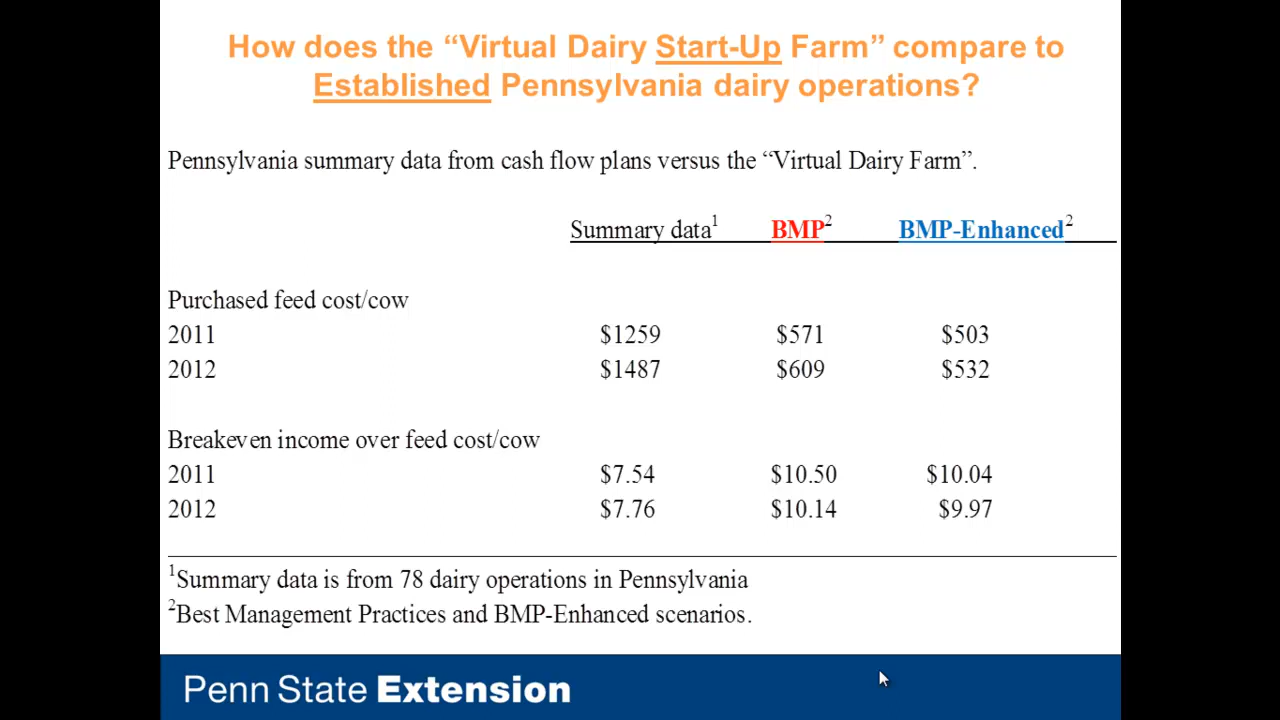 How does the “Virtual Dairy Start-Up Farm” compare to
Established Pennsylvania dairy operations?
Pennsylvania summary data from cash flow plans versus the “Virtual Dairy Farm”.
Summary data¹ BMP² BMP-Enhanced²
Purchased feed cost/cow
2011 $1259 $571 $503
2012 $1487 $609 $532
Breakeven income over feed cost/cow
2011 $7.54 $10.50 $10.04
2012 $7.76 $10.14 $9.97
¹Summary data is from 78 dairy operations in Pennsylvania
²Best Management Practices and BMP-Enhanced scenarios.
Penn State Extension